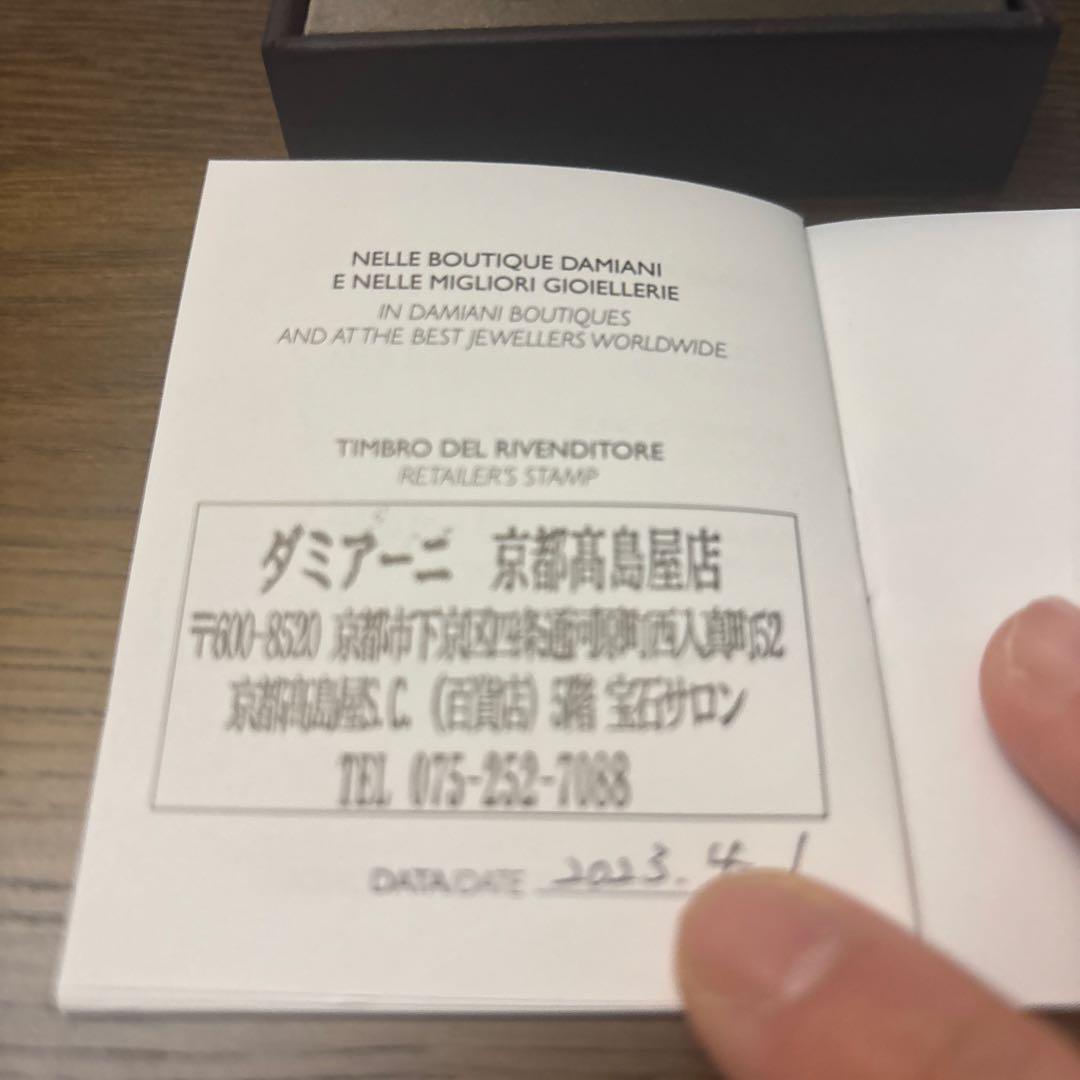 NELLE BOUTIQUE DAMIANI
E NELLE MIGLIORI GIOIELLERIE
IN DAMIANI BOUTIQUES
AND AT THE BEST JEWELLERS WORLDWIDE
TIMBRO DEL RIVENDITORE
RETAILER'S STAMP
ダミアーニ 京都髙島屋店
〒600-8520 京都市下京区四条通河原町西入真町52
京都髙島屋S.C.(百貨店) 5階 宝石サロン
TEL 075-252-7088
DATA DATE 2023. 4. 1